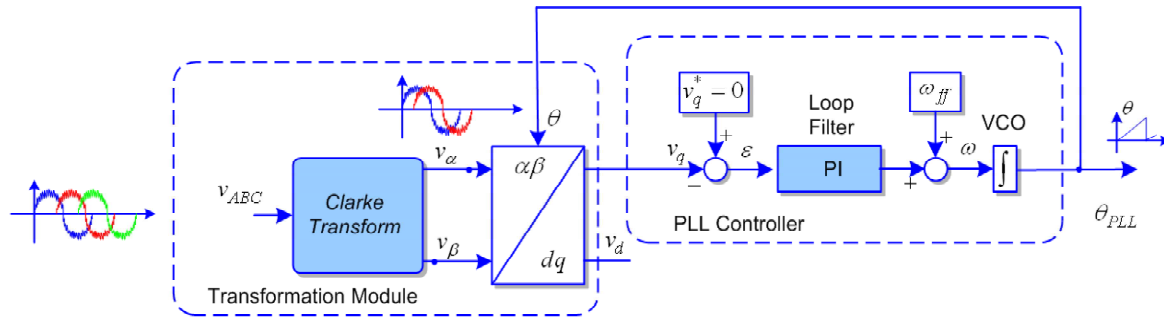 θ
v_α
αβ
v_ABC
Clarke
Transform
v_β
dq
v_d
Transformation Module
v_q^* - 0
+
v_q
−
ε
Loop
Filter
PI
ω_ff
+
+
ω
VCO
∫
PLL Controller
θ
θ_PLL